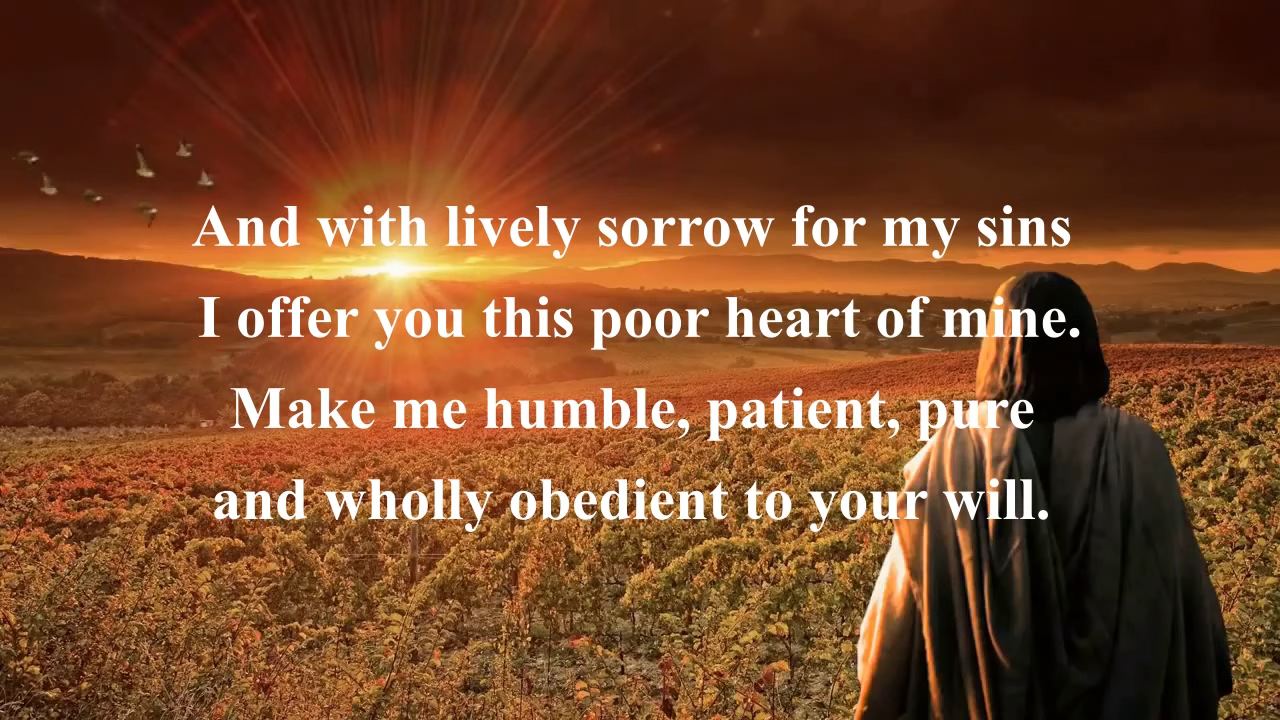 And with lively sorrow for my sins
I offer you this poor heart of mine.
Make me humble, patient, pure
and wholly obedient to your will.